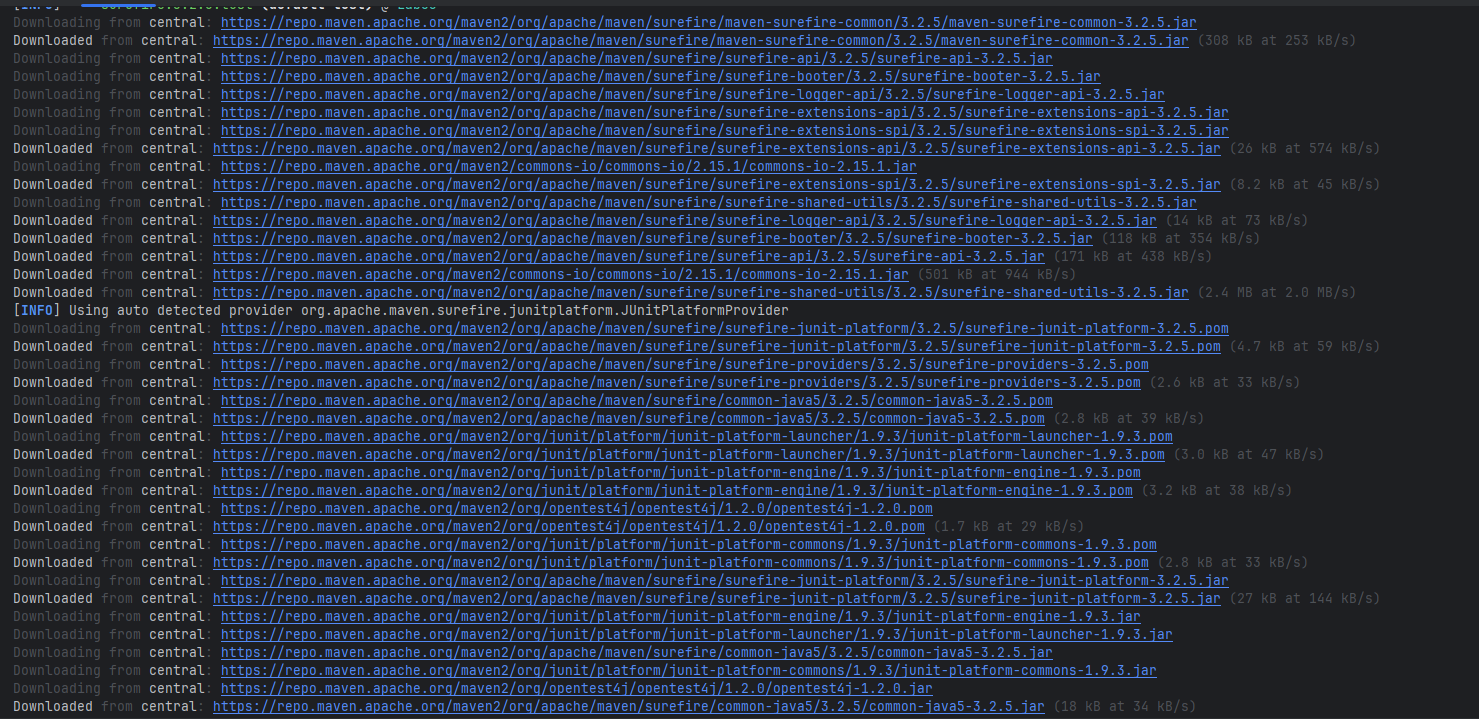 Downloading from central: https://repo.maven.apache.org/maven2/org/apache/maven/surefire/maven-surefire-common/3.2.5/maven-surefire-common-3.2.5.jar
Downloaded from central: https://repo.maven.apache.org/maven2/org/apache/maven/surefire/maven-surefire-common/3.2.5/maven-surefire-common-3.2.5.jar (308 kB at 253 kB/s)
Downloading from central: https://repo.maven.apache.org/maven2/org/apache/maven/surefire/surefire-api/3.2.5/surefire-api-3.2.5.jar
Downloading from central: https://repo.maven.apache.org/maven2/org/apache/maven/surefire/surefire-booter/3.2.5/surefire-booter-3.2.5.jar
Downloading from central: https://repo.maven.apache.org/maven2/org/apache/maven/surefire/surefire-logger-api/3.2.5/surefire-logger-api-3.2.5.jar
Downloading from central: https://repo.maven.apache.org/maven2/org/apache/maven/surefire/surefire-extensions-api/3.2.5/surefire-extensions-api-3.2.5.jar
Downloading from central: https://repo.maven.apache.org/maven2/org/apache/maven/surefire/surefire-extensions-spi/3.2.5/surefire-extensions-spi-3.2.5.jar
Downloaded from central: https://repo.maven.apache.org/maven2/org/apache/maven/surefire/surefire-extensions-api/3.2.5/surefire-extensions-api-3.2.5.jar (26 kB at 574 kB/s)
Downloading from central: https://repo.maven.apache.org/maven2/commons-io/commons-io/2.15.1/commons-io-2.15.1.jar
Downloaded from central: https://repo.maven.apache.org/maven2/org/apache/maven/surefire/surefire-extensions-spi/3.2.5/surefire-extensions-spi-3.2.5.jar (8.2 kB at 45 kB/s)
Downloading from central: https://repo.maven.apache.org/maven2/org/apache/maven/surefire/surefire-shared-utils/3.2.5/surefire-shared-utils-3.2.5.jar
Downloaded from central: https://repo.maven.apache.org/maven2/org/apache/maven/surefire/surefire-logger-api/3.2.5/surefire-logger-api-3.2.5.jar (14 kB at 73 kB/s)
Downloaded from central: https://repo.maven.apache.org/maven2/org/apache/maven/surefire/surefire-booter/3.2.5/surefire-booter-3.2.5.jar (118 kB at 354 kB/s)
Downloaded from central: https://repo.maven.apache.org/maven2/org/apache/maven/surefire/surefire-api/3.2.5/surefire-api-3.2.5.jar (171 kB at 438 kB/s)
Downloaded from central: https://repo.maven.apache.org/maven2/commons-io/commons-io/2.15.1/commons-io-2.15.1.jar (501 kB at 944 kB/s)
Downloaded from central: https://repo.maven.apache.org/maven2/org/apache/maven/surefire/surefire-shared-utils/3.2.5/surefire-shared-utils-3.2.5.jar (2.4 MB at 2.0 MB/s)
[INFO] Using auto detected provider org.apache.maven.surefire.junitplatform.JUnitPlatformProvider
Downloading from central: https://repo.maven.apache.org/maven2/org/apache/maven/surefire/surefire-junit-platform/3.2.5/surefire-junit-platform-3.2.5.pom
Downloaded from central: https://repo.maven.apache.org/maven2/org/apache/maven/surefire/surefire-junit-platform/3.2.5/surefire-junit-platform-3.2.5.pom (4.7 kB at 59 kB/s)
Downloading from central: https://repo.maven.apache.org/maven2/org/apache/maven/surefire/surefire-providers/3.2.5/surefire-providers-3.2.5.pom
Downloaded from central: https://repo.maven.apache.org/maven2/org/apache/maven/surefire/surefire-providers/3.2.5/surefire-providers-3.2.5.pom (2.6 kB at 33 kB/s)
Downloading from central: https://repo.maven.apache.org/maven2/org/apache/maven/surefire/common-java5/3.2.5/common-java5-3.2.5.pom
Downloaded from central: https://repo.maven.apache.org/maven2/org/apache/maven/surefire/common-java5/3.2.5/common-java5-3.2.5.pom (2.8 kB at 39 kB/s)
Downloading from central: https://repo.maven.apache.org/maven2/org/junit/platform/junit-platform-launcher/1.9.3/junit-platform-launcher-1.9.3.pom
Downloaded from central: https://repo.maven.apache.org/maven2/org/junit/platform/junit-platform-launcher/1.9.3/junit-platform-launcher-1.9.3.pom (3.0 kB at 47 kB/s)
Downloading from central: https://repo.maven.apache.org/maven2/org/junit/platform/junit-platform-engine/1.9.3/junit-platform-engine-1.9.3.pom
Downloaded from central: https://repo.maven.apache.org/maven2/org/junit/platform/junit-platform-engine/1.9.3/junit-platform-engine-1.9.3.pom (3.2 kB at 38 kB/s)
Downloading from central: https://repo.maven.apache.org/maven2/org/opentest4j/opentest4j/1.2.0/opentest4j-1.2.0.pom
Downloaded from central: https://repo.maven.apache.org/maven2/org/opentest4j/opentest4j/1.2.0/opentest4j-1.2.0.pom (1.7 kB at 29 kB/s)
Downloading from central: https://repo.maven.apache.org/maven2/org/junit/platform/junit-platform-commons/1.9.3/junit-platform-commons-1.9.3.pom
Downloaded from central: https://repo.maven.apache.org/maven2/org/junit/platform/junit-platform-commons/1.9.3/junit-platform-commons-1.9.3.pom (2.8 kB at 33 kB/s)
Downloading from central: https://repo.maven.apache.org/maven2/org/apache/maven/surefire/surefire-junit-platform/3.2.5/surefire-junit-platform-3.2.5.jar
Downloaded from central: https://repo.maven.apache.org/maven2/org/apache/maven/surefire/surefire-junit-platform/3.2.5/surefire-junit-platform-3.2.5.jar (27 kB at 144 kB/s)
Downloading from central: https://repo.maven.apache.org/maven2/org/junit/platform/junit-platform-engine/1.9.3/junit-platform-engine-1.9.3.jar
Downloading from central: https://repo.maven.apache.org/maven2/org/junit/platform/junit-platform-launcher/1.9.3/junit-platform-launcher-1.9.3.jar
Downloading from central: https://repo.maven.apache.org/maven2/org/apache/maven/surefire/common-java5/3.2.5/common-java5-3.2.5.jar
Downloading from central: https://repo.maven.apache.org/maven2/org/junit/platform/junit-platform-commons/1.9.3/junit-platform-commons-1.9.3.jar
Downloading from central: https://repo.maven.apache.org/maven2/org/opentest4j/opentest4j/1.2.0/opentest4j-1.2.0.jar
Downloaded from central: https://repo.maven.apache.org/maven2/org/apache/maven/surefire/common-java5/3.2.5/common-java5-3.2.5.jar (18 kB at 34 kB/s)